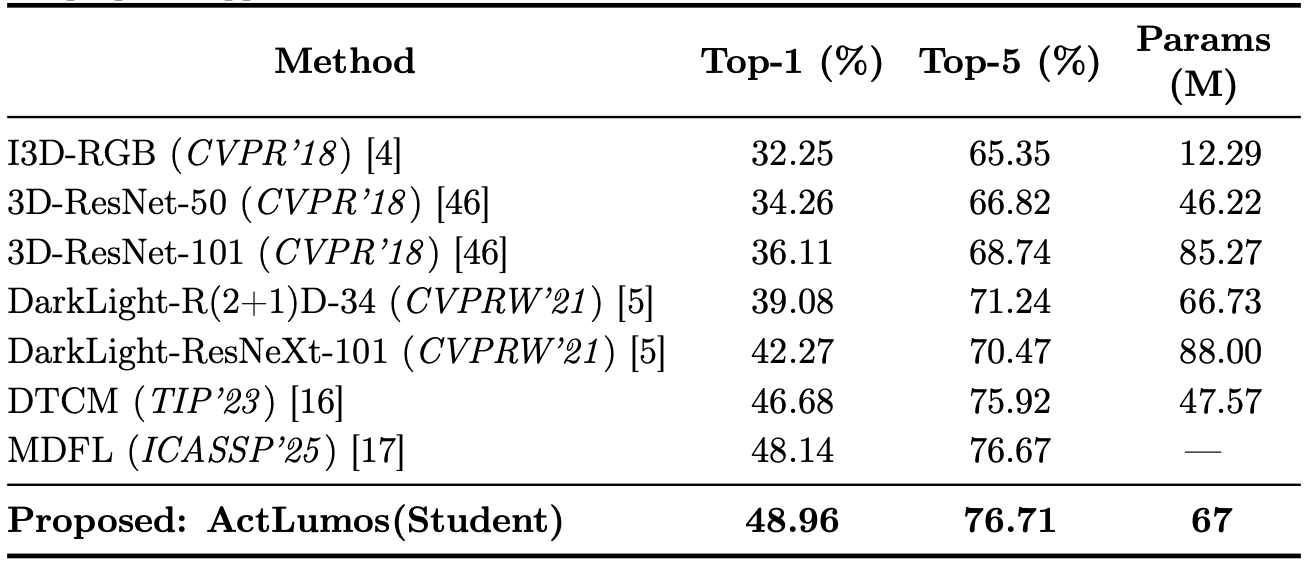 Method Top-1 (%) Top-5 (%) Params (M)
I3D-RGB (CVPR'18) [4] 32.25 65.35 12.29
3D-ResNet-50 (CVPR'18) [46] 34.26 66.82 46.22
3D-ResNet-101 (CVPR'18) [46] 36.11 68.74 85.27
DarkLight-R(2+1)D-34 (CVPRW'21) [5] 39.08 71.24 66.73
DarkLight-ResNeXt-101 (CVPRW'21) [5] 42.27 70.47 88.00
DTCM (TIP'23) [16] 46.68 75.92 47.57
MDFL (ICASSP'25) [17] 48.14 76.67 —
Proposed: ActLumos(Student) 48.96 76.71 67